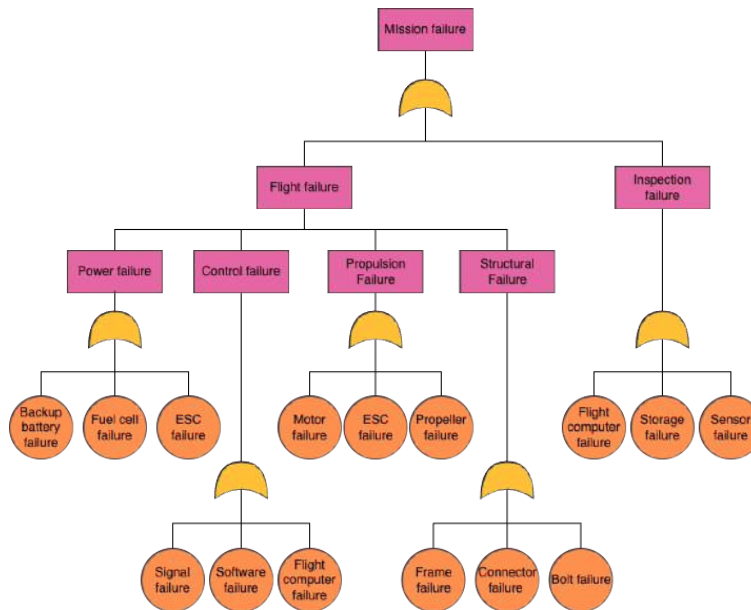 Mission failure
Flight failure
Inspection
failure
Power failure
Control failure
Propulsion
Failure
Structural
Failure
Backup
battery
failure
Fuel cell
failure
ESC
failure
Motor
failure
ESC
failure
Propeller
failure
Flight
computer
failure
Storage
failure
Sensor
failure
Signal
failure
Software
failure
Flight
computer
failure
Frame
failure
Connector
failure
Bolt failure